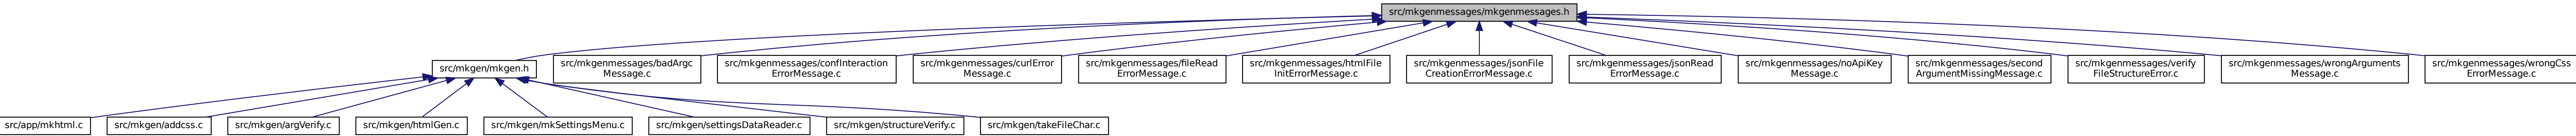 src/mkgenmessages/mkgenmessages.h
src/mkgen/mkgen.h
src/mkgenmessages/badArgc
Message.c
src/mkgenmessages/confInteraction
ErrorMessage.c
src/mkgenmessages/curlError
Message.c
src/mkgenmessages/fileRead
ErrorMessage.c
src/mkgenmessages/htmlFile
InitErrorMessage.c
src/mkgenmessages/jsonFile
CreationErrorMessage.c
src/mkgenmessages/jsonRead
ErrorMessage.c
src/mkgenmessages/noApiKey
Message.c
src/mkgenmessages/second
ArgumentMissingMessage.c
src/mkgenmessages/verify
FileStructureError.c
src/mkgenmessages/wrongArguments
Message.c
src/mkgenmessages/wrongCss
ErrorMessage.c
src/app/mkhtml.c
src/mkgen/addcss.c
src/mkgen/argVerify.c
src/mkgen/htmlGen.c
src/mkgen/mkSettingsMenu.c
src/mkgen/settingsDataReader.c
src/mkgen/structureVerify.c
src/mkgen/takeFileChar.c